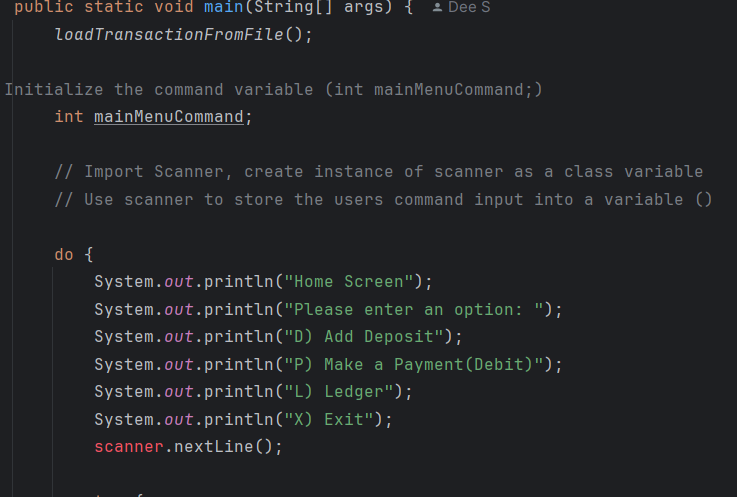 public static void main(String[] args) { Dee S
loadTransactionFromFile();
Initialize the command variable (int mainMenuCommand;)
int mainMenuCommand;
// Import Scanner, create instance of scanner as a class variable
// Use scanner to store the users command input into a variable ()
do {
System.out.println("Home Screen");
System.out.println("Please enter an option: ");
System.out.println("D) Add Deposit");
System.out.println("P) Make a Payment(Debit)");
System.out.println("L) Ledger");
System.out.println("X) Exit");
scanner.nextLine();